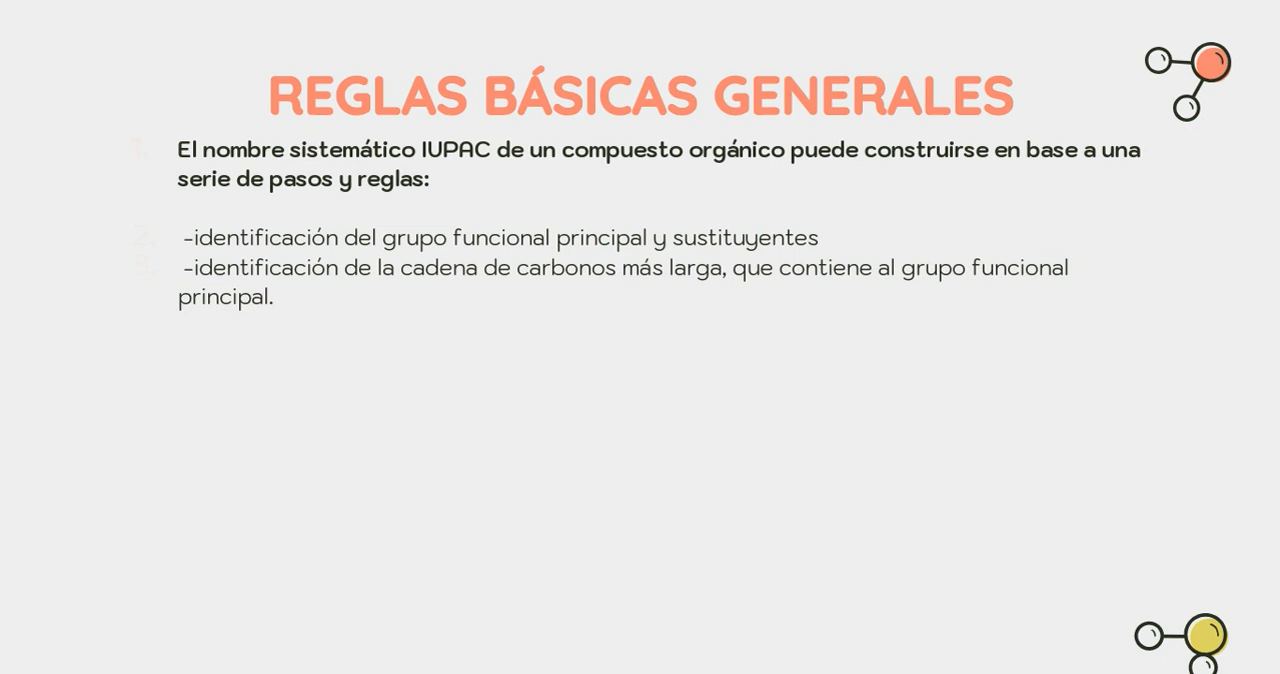 REGLAS BÁSICAS GENERALES
1. El nombre sistemático IUPAC de un compuesto orgánico puede construirse en base a una
serie de pasos y reglas:
2. -identificación del grupo funcional principal y sustituyentes
3. -identificación de la cadena de carbonos más larga, que contiene al grupo funcional
principal.